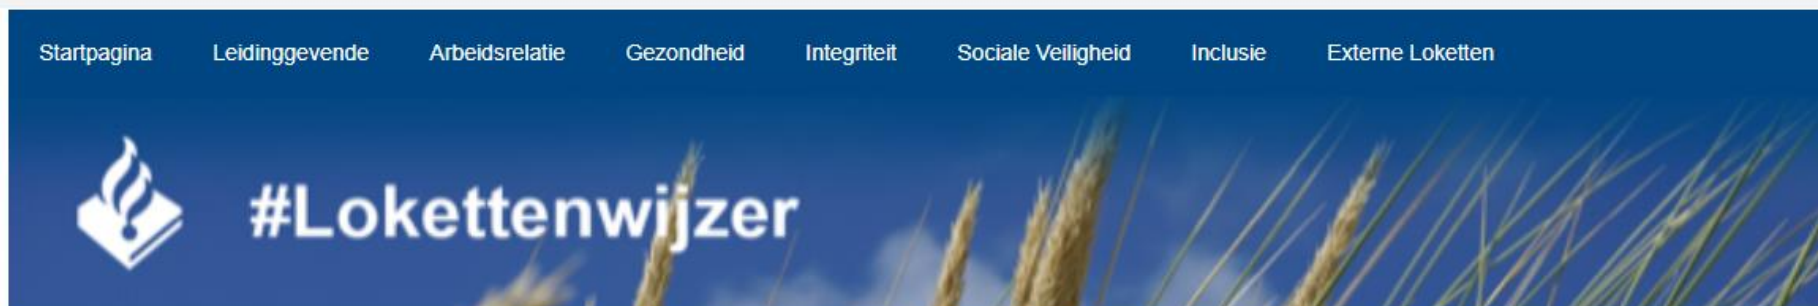 Startpagina Leidinggevende Arbeidsrelatie Gezondheid Integriteit Sociale Veiligheid Inclusie Externe Loketten
#Lokettenwijzer